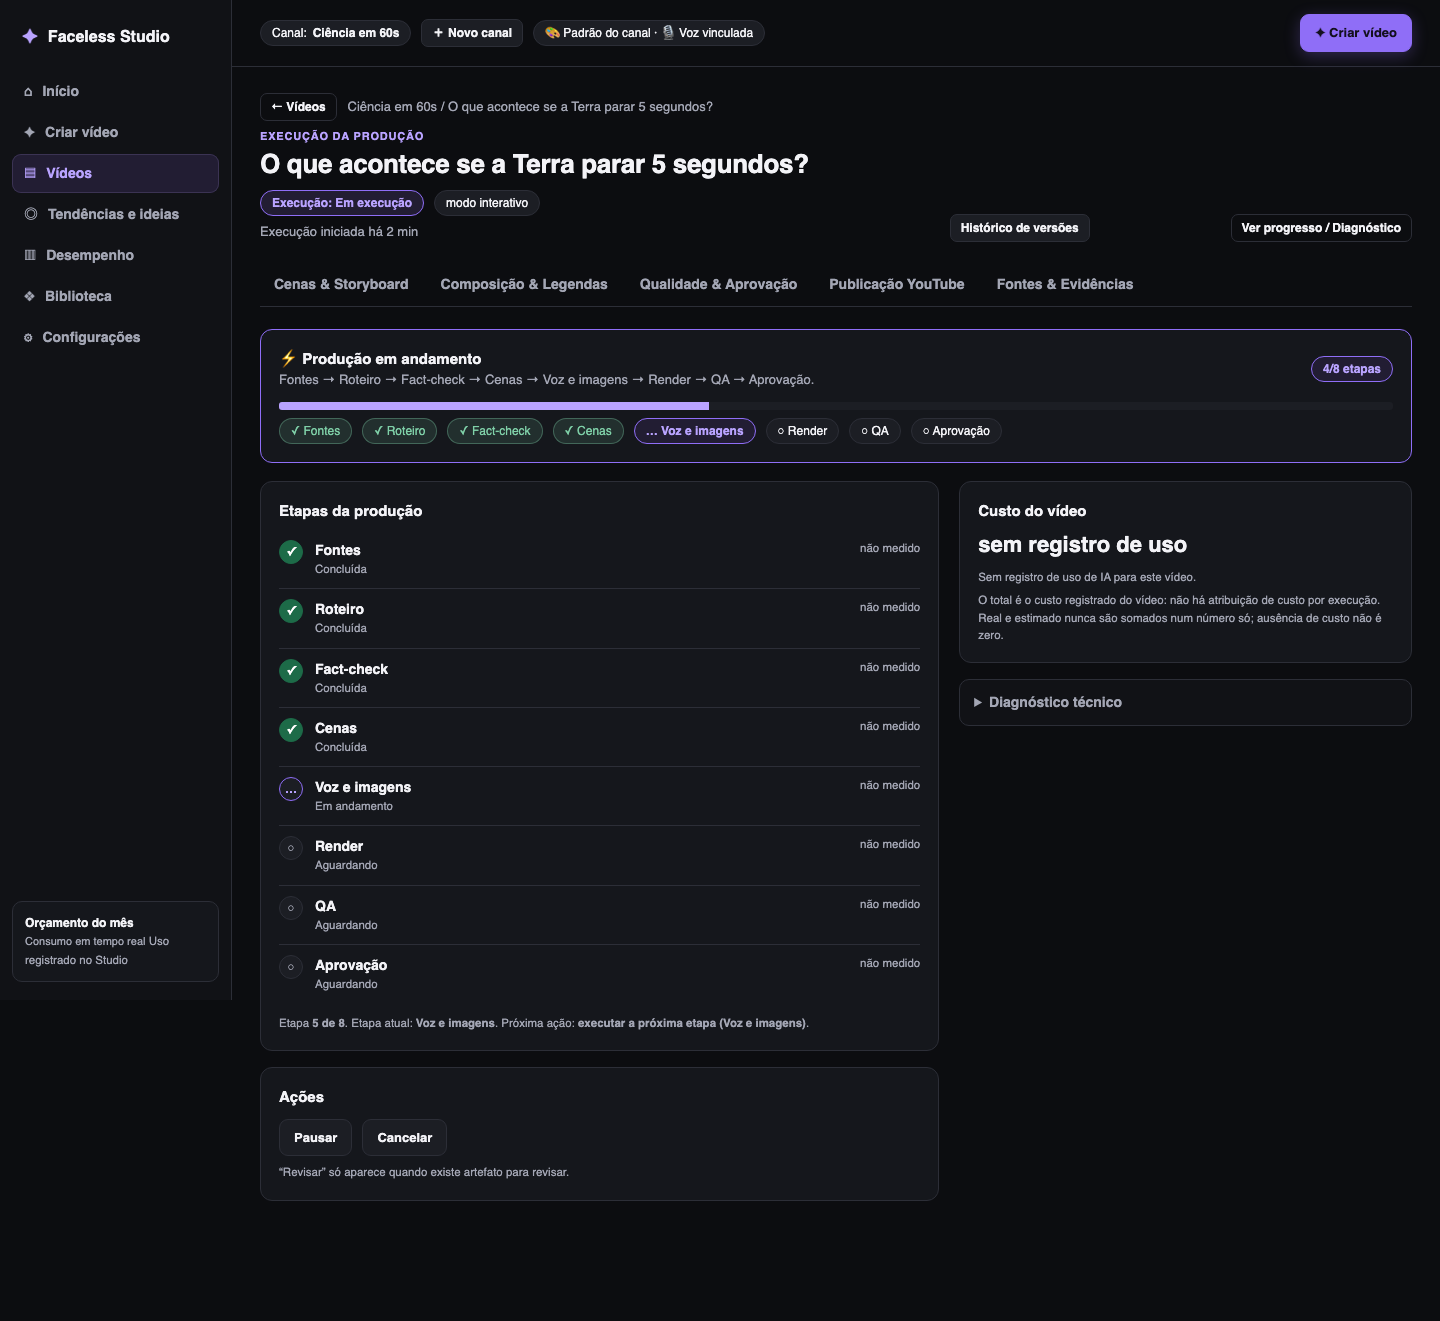 Faceless Studio
Início
Criar vídeo
Vídeos
Tendências e ideias
Desempenho
Biblioteca
Configurações
Orçamento do mês
Consumo em tempo real Uso
registrado no Studio
Canal: Ciência em 60s
+ Novo canal
Padrão do canal · Voz vinculada
Criar vídeo
← Vídeos
Ciência em 60s / O que acontece se a Terra parar 5 segundos?
EXECUÇÃO DA PRODUÇÃO
O que acontece se a Terra parar 5 segundos?
Execução: Em execução
modo interativo
Execução iniciada há 2 min
Histórico de versões
Ver progresso / Diagnóstico
Cenas & Storyboard
Composição & Legendas
Qualidade & Aprovação
Publicação YouTube
Fontes & Evidências
⚡ Produção em andamento
Fontes → Roteiro → Fact-check → Cenas → Voz e imagens → Render → QA → Aprovação.
4/8 etapas
✓ Fontes
✓ Roteiro
✓ Fact-check
✓ Cenas
… Voz e imagens
○ Render
○ QA
○ Aprovação
Etapas da produção
Fontes
não medido
Concluída
Roteiro
não medido
Concluída
Fact-check
não medido
Concluída
Cenas
não medido
Concluída
Voz e imagens
não medido
Em andamento
Render
não medido
Aguardando
QA
não medido
Aguardando
Aprovação
não medido
Aguardando
Etapa 5 de 8. Etapa atual: Voz e imagens. Próxima ação: executar a próxima etapa (Voz e imagens).
Custo do vídeo
sem registro de uso
Sem registro de uso de IA para este vídeo.
O total é o custo registrado do vídeo: não há atribuição de custo por execução.
Real e estimado nunca são somados num número só; ausência de custo não é
zero.
▶ Diagnóstico técnico
Ações
Pausar
Cancelar
“Revisar” só aparece quando existe artefato para revisar.